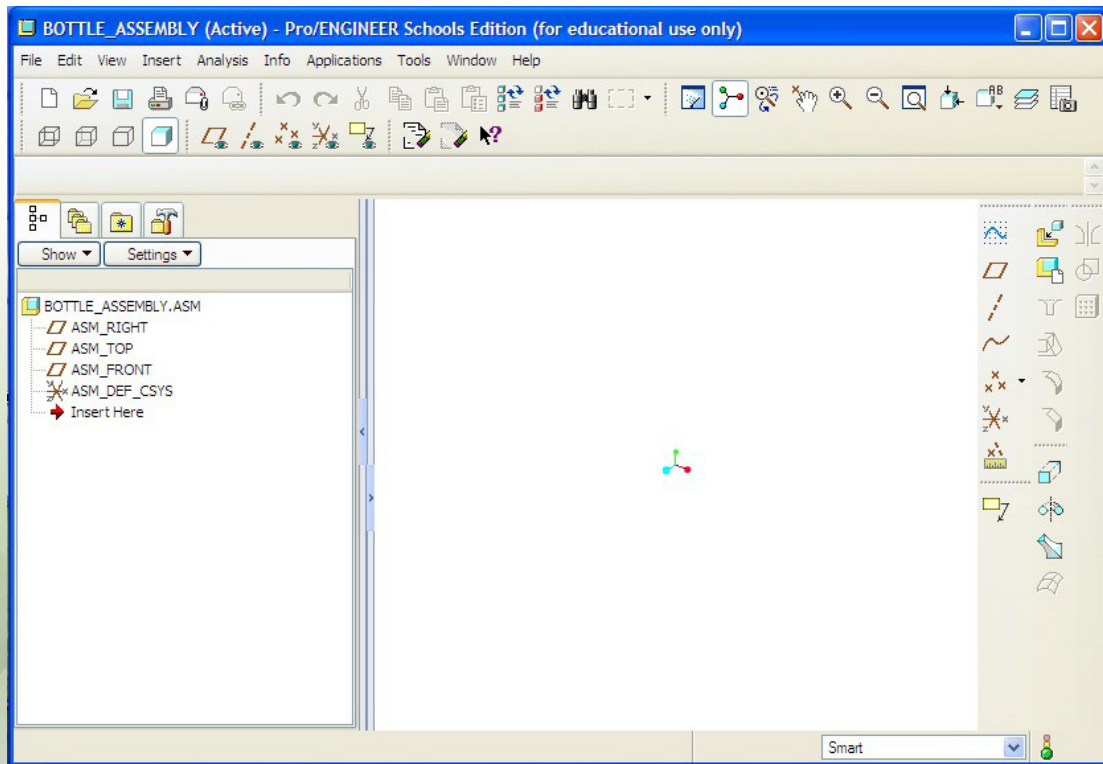 BOTTLE_ASSEMBLY (Active) - Pro/ENGINEER Schools Edition (for educational use only)
File Edit View Insert Analysis Info Applications Tools Window Help
Show Settings
BOTTLE_ASSEMBLY.ASM
ASM_RIGHT
ASM_TOP
ASM_FRONT
ASM_DEF_CSYS
Insert Here
Smart